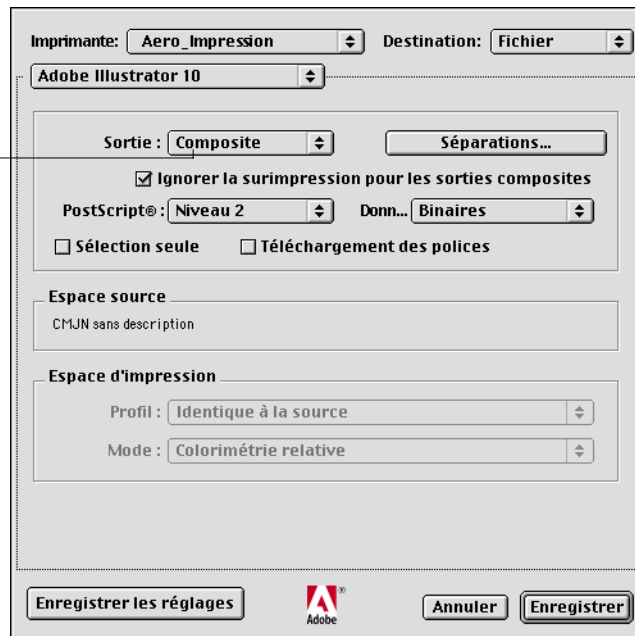 Imprimante: Aero_Impression Destination: Fichier
Adobe Illustrator 10
Sortie : Composite Séparations...
Ignorer la surimpression pour les sorties composites
PostScript® : Niveau 2 Donn... Binaires
Sélection seule Téléchargement des polices
Espace source
CMJN sans description
Espace d'impression
Profil : Identique à la source
Mode : Colorimétrie relative
Enregistrer les réglages Adobe® Annuler Enregistrer